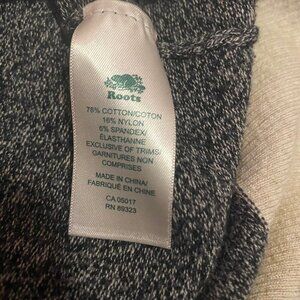 Roots
78% COTTON/COTON
16% NYLON
6% SPANDEX/
ÉLASTHANNE
EXCLUSIVE OF TRIMS/
GARNITURES NON
COMPRISES
MADE IN CHINA/
FABRIQUÉ EN CHINE
CA 05017
RN 89323